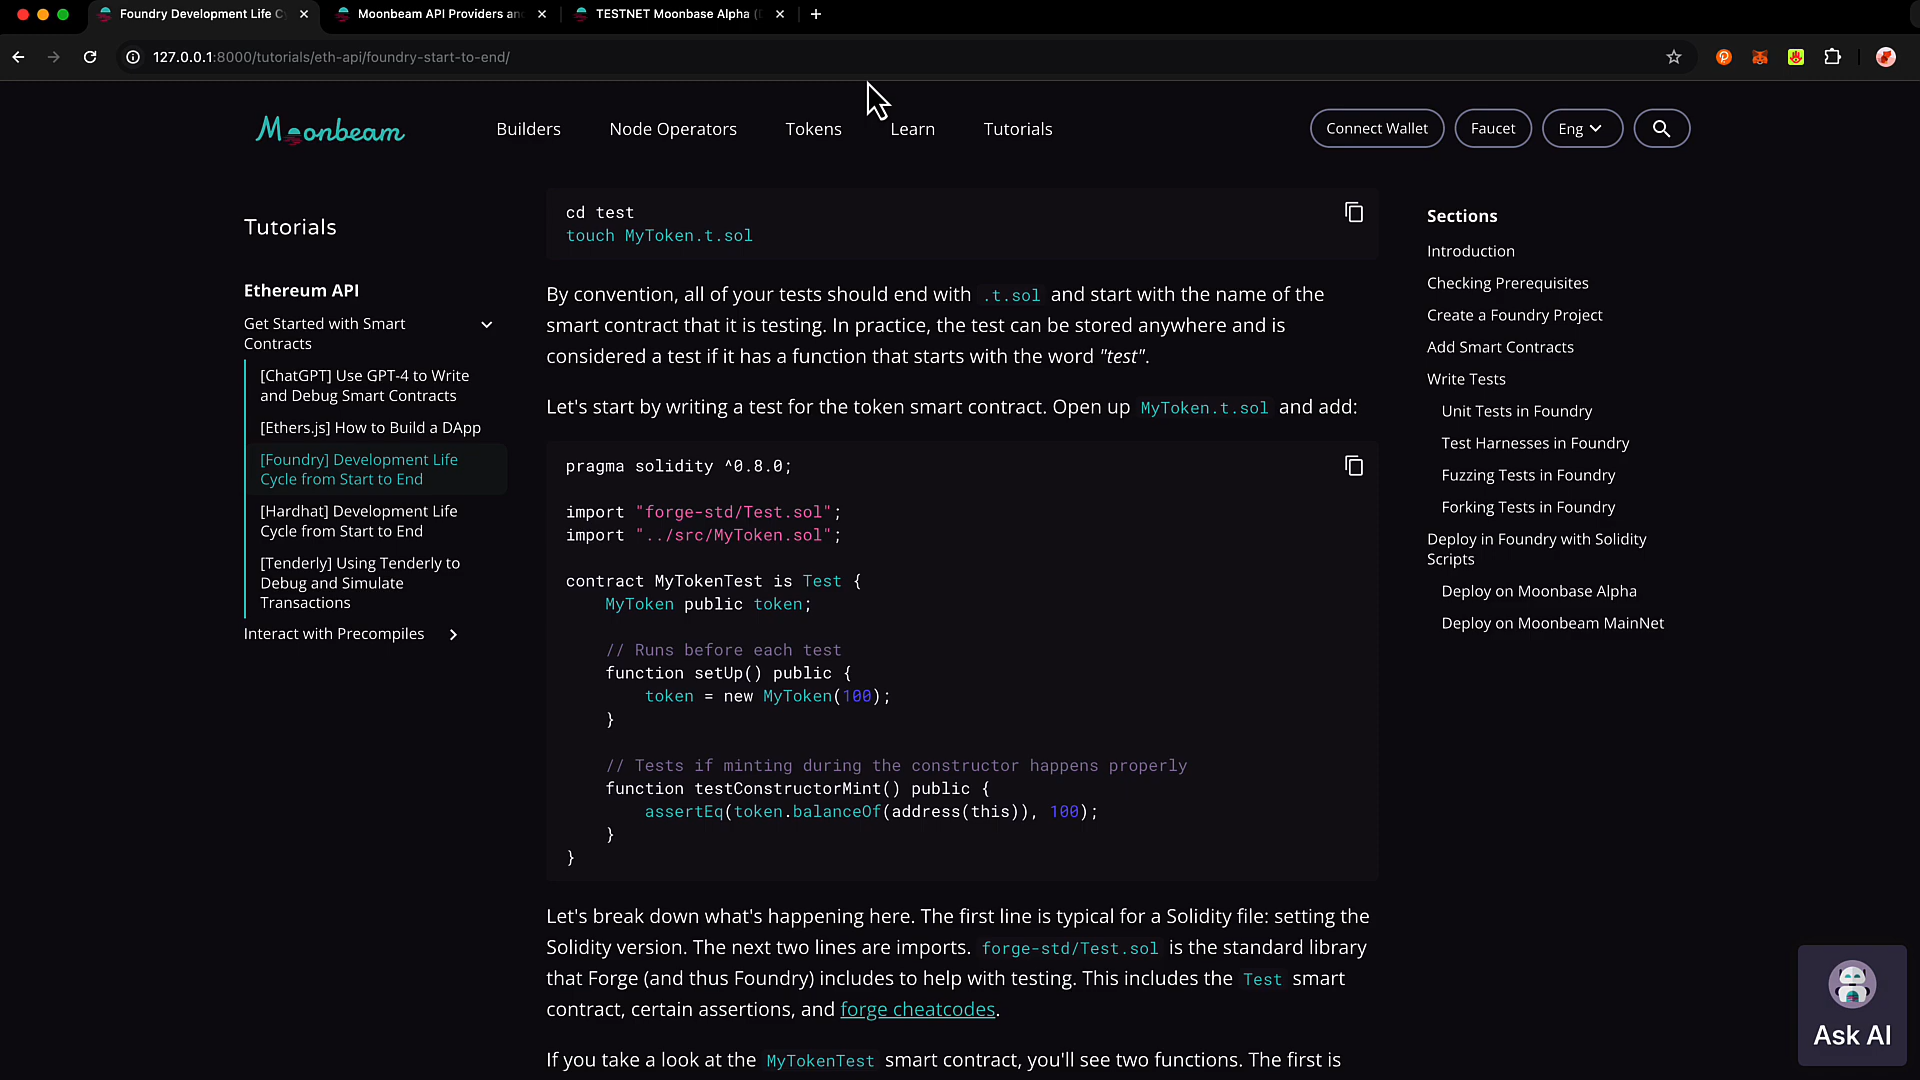 Foundry Development Life C
Moonbeam API Providers an
TESTNET Moonbase Alpha (
127.0.0.1:8000/tutorials/eth-api/foundry-start-to-end/
Moonbeam
Builders
Node Operators
Tokens
Learn
Tutorials
Connect Wallet
Faucet
Eng
Tutorials
Ethereum API
Get Started with Smart
Contracts
[ChatGPT] Use GPT-4 to Write
and Debug Smart Contracts
[Ethers.js] How to Build a DApp
[Foundry] Development Life
Cycle from Start to End
[Hardhat] Development Life
Cycle from Start to End
[Tenderly] Using Tenderly to
Debug and Simulate
Transactions
Interact with Precompiles
cd test
touch MyToken.t.sol
By convention, all of your tests should end with .t.sol and start with the name of the
smart contract that it is testing. In practice, the test can be stored anywhere and is
considered a test if it has a function that starts with the word "test".
Let's start by writing a test for the token smart contract. Open up MyToken.t.sol and add:
pragma solidity ^0.8.0;
import "forge-std/Test.sol";
import "../src/MyToken.sol";
contract MyTokenTest is Test {
MyToken public token;
// Runs before each test
function setUp() public {
token = new MyToken(100);
}
// Tests if minting during the constructor happens properly
function testConstructorMint() public {
assertEq(token.balanceOf(address(this)), 100);
}
}
Let's break down what's happening here. The first line is typical for a Solidity file: setting the
Solidity version. The next two lines are imports. forge-std/Test.sol is the standard library
that Forge (and thus Foundry) includes to help with testing. This includes the Test smart
contract, certain assertions, and forge cheatcodes.
If you take a look at the MyTokenTest smart contract, you'll see two functions. The first is
Sections
Introduction
Checking Prerequisites
Create a Foundry Project
Add Smart Contracts
Write Tests
Unit Tests in Foundry
Test Harnesses in Foundry
Fuzzing Tests in Foundry
Forking Tests in Foundry
Deploy in Foundry with Solidity
Scripts
Deploy on Moonbase Alpha
Deploy on Moonbeam MainNet
Ask AI